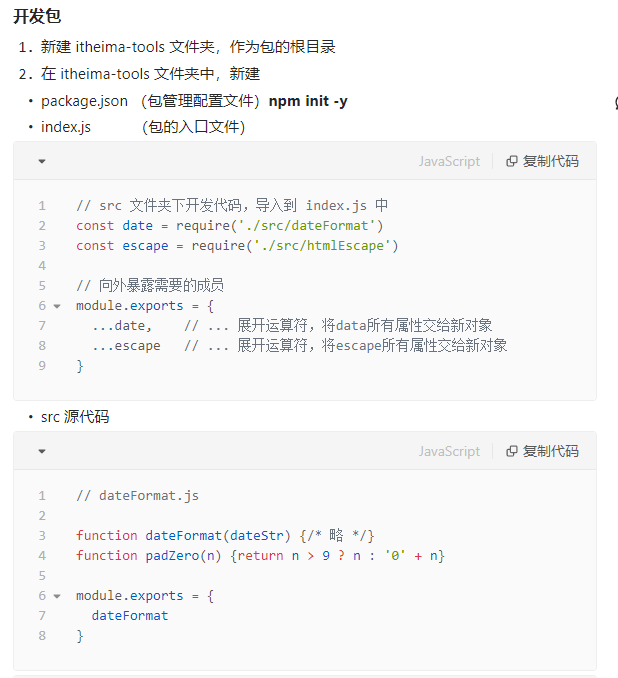 开发包
1. 新建 itheima-tools 文件夹，作为包的根目录
2. 在 itheima-tools 文件夹中，新建
• package.json （包管理配置文件）npm init -y
• index.js （包的入口文件）
JavaScript 复制代码
1 // src 文件夹下开发代码，导入到 index.js 中
2 const date = require('./src/dateFormat')
3 const escape = require('./src/htmlEscape')
4
5 // 向外暴露需要的成员
6 module.exports = {
7 ...date, // ... 展开运算符，将data所有属性交给新对象
8 ...escape // ... 展开运算符，将escape所有属性交给新对象
9 }
• src 源代码
JavaScript 复制代码
1 // dateFormat.js
2
3 function dateFormat(dateStr) {/* 略 */}
4 function padZero(n) {return n > 9 ? n : '0' + n}
5
6 module.exports = {
7 dateFormat
8 }